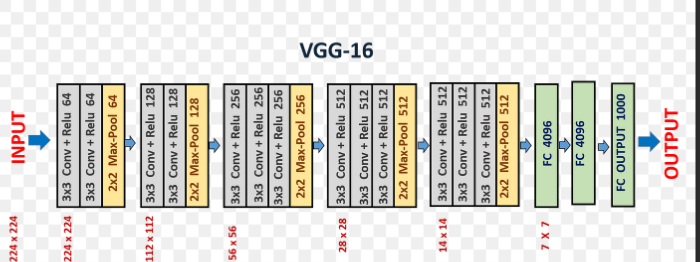 VGG-16
INPUT
3x3 Conv + Relu 64
3x3 Conv + Relu 64
2x2 Max-Pool 64
3x3 Conv + Relu 128
3x3 Conv + Relu 128
2x2 Max-Pool 128
3x3 Conv + Relu 256
3x3 Conv + Relu 256
3x3 Conv + Relu 256
2x2 Max-Pool 256
3x3 Conv + Relu 512
3x3 Conv + Relu 512
3x3 Conv + Relu 512
2x2 Max-Pool 512
3x3 Conv + Relu 512
3x3 Conv + Relu 512
3x3 Conv + Relu 512
2x2 Max-Pool 512
FC 4096
FC 4096
FC OUTPUT 1000
OUTPUT
224 x 224
224 x 224
112 x 112
56 x 56
28 x 28
14 x 14
7 X 7